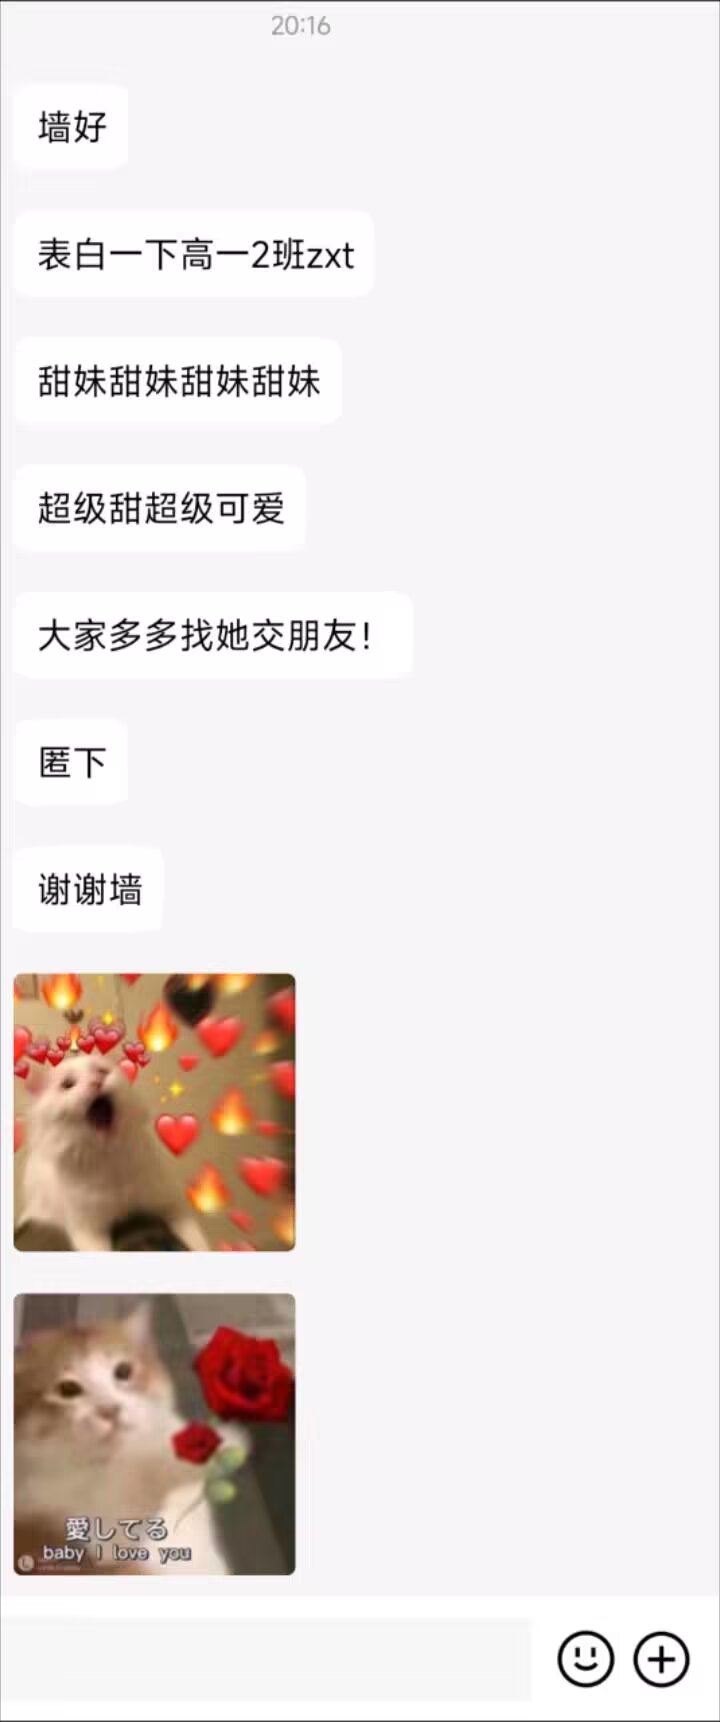 20:16
墙好
表白一下高一2班zxt
甜妹甜妹甜妹甜妹
超级甜超级可爱
大家多多找她交朋友！
匿下
谢谢墙
愛してる
baby I love you